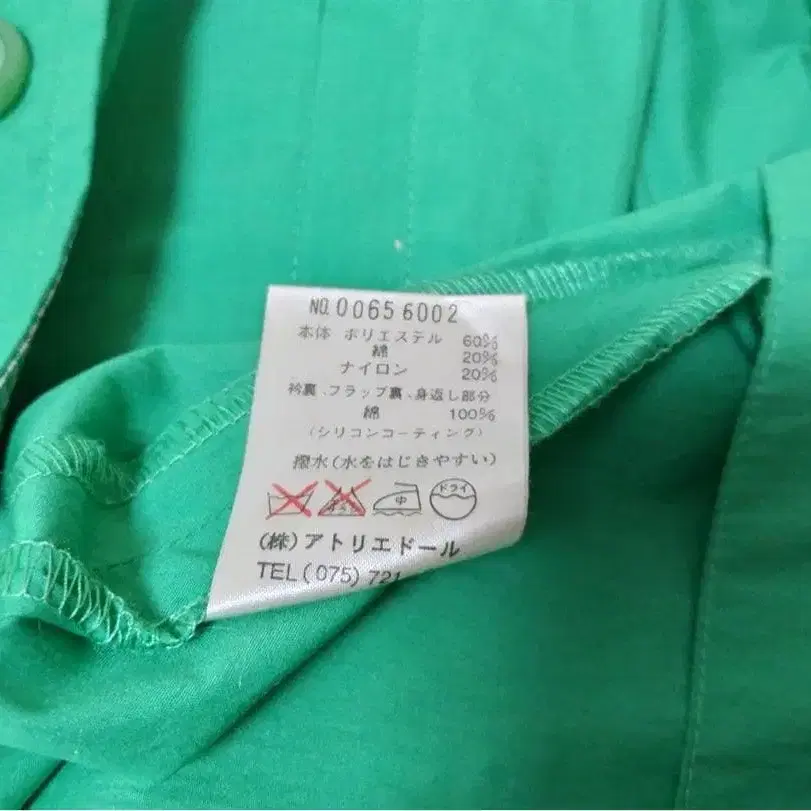 NO. 00656002
本体 ポリエステル 60%
綿 20%
ナイロン 20%
衿裏、フラップ裏、身返し部分
綿 100%
(シリコンコーティング)
撥水(水をはじきやすい)
中 ドライ
(株)アトリエドール
TEL(075)721